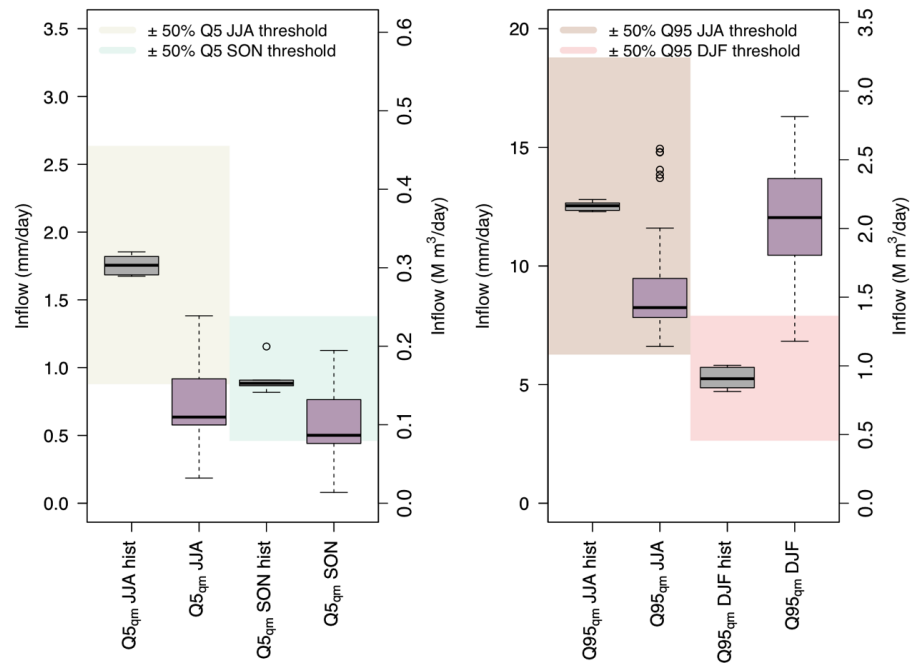 ± 50% Q5 JJA threshold
± 50% Q5 SON threshold
3.5
3.0
2.5
2.0
1.5
1.0
0.5
0.0
Inflow (mm/day)
0.6
0.5
0.4
0.3
0.2
0.1
0.0
Inflow (M m³/day)
Q5qm JJA hist
Q5qm JJA
Q5qm SON hist
Q5qm SON
± 50% Q95 JJA threshold
± 50% Q95 DJF threshold
20
15
10
5
0
Inflow (mm/day)
3.5
3.0
2.5
2.0
1.5
1.0
0.5
0.0
Inflow (M m³/day)
Q95qm JJA hist
Q95qm JJA
Q95qm DJF hist
Q95qm DJF